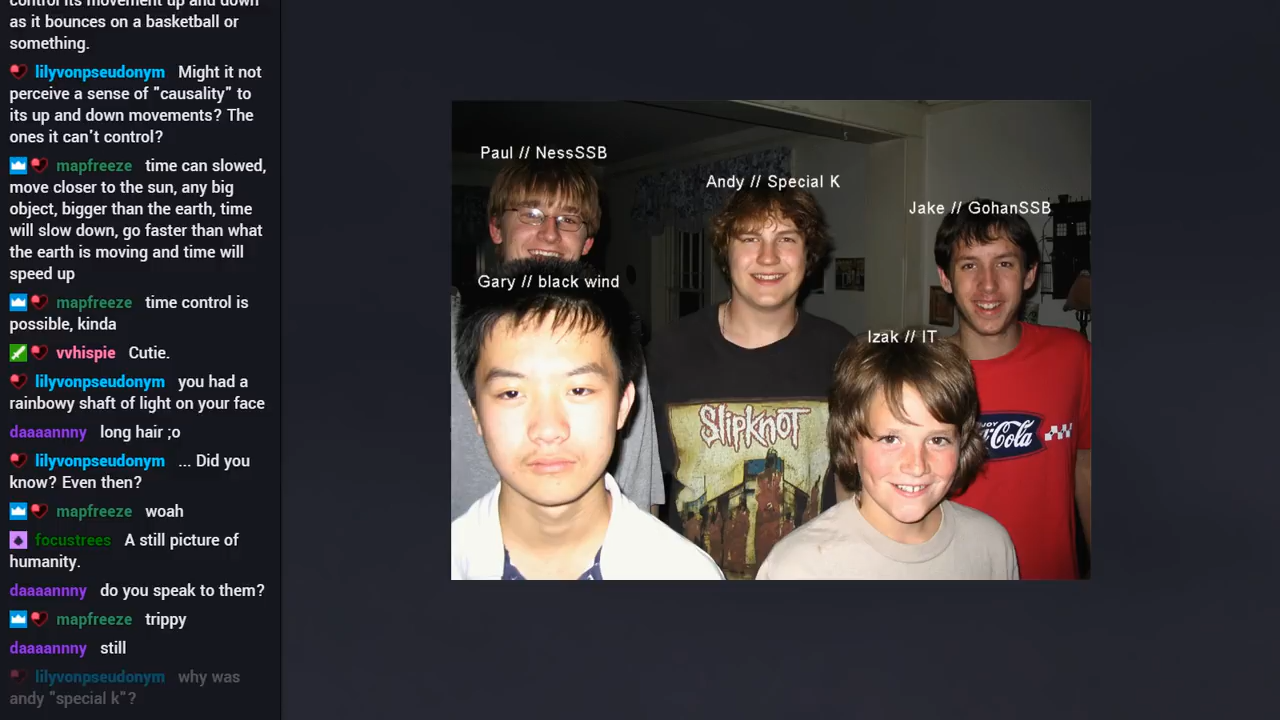 control its movement up and down
as it bounces on a basketball or
something.
lilyvonpseudonym Might it not
perceive a sense of "causality" to
its up and down movements? The
ones it can't control?
mapfreeze time can slowed,
move closer to the sun, any big
object, bigger than the earth, time
will slow down, go faster than what
the earth is moving and time will
speed up
mapfreeze time control is
possible, kinda
vvhispie Cutie.
lilyvonpseudonym you had a
rainbowy shaft of light on your face
daaaannny long hair ;o
lilyvonpseudonym ... Did you
know? Even then?
mapfreeze woah
focustrees A still picture of
humanity.
daaaannny do you speak to them?
mapfreeze trippy
daaaannny still
lilyvonpseudonym why was
andy "special k"?
Paul // NessSSB
Andy // Special K
Jake // GohanSSB
Gary // black wind
Izak // IT
SLIPKNOT
Cola